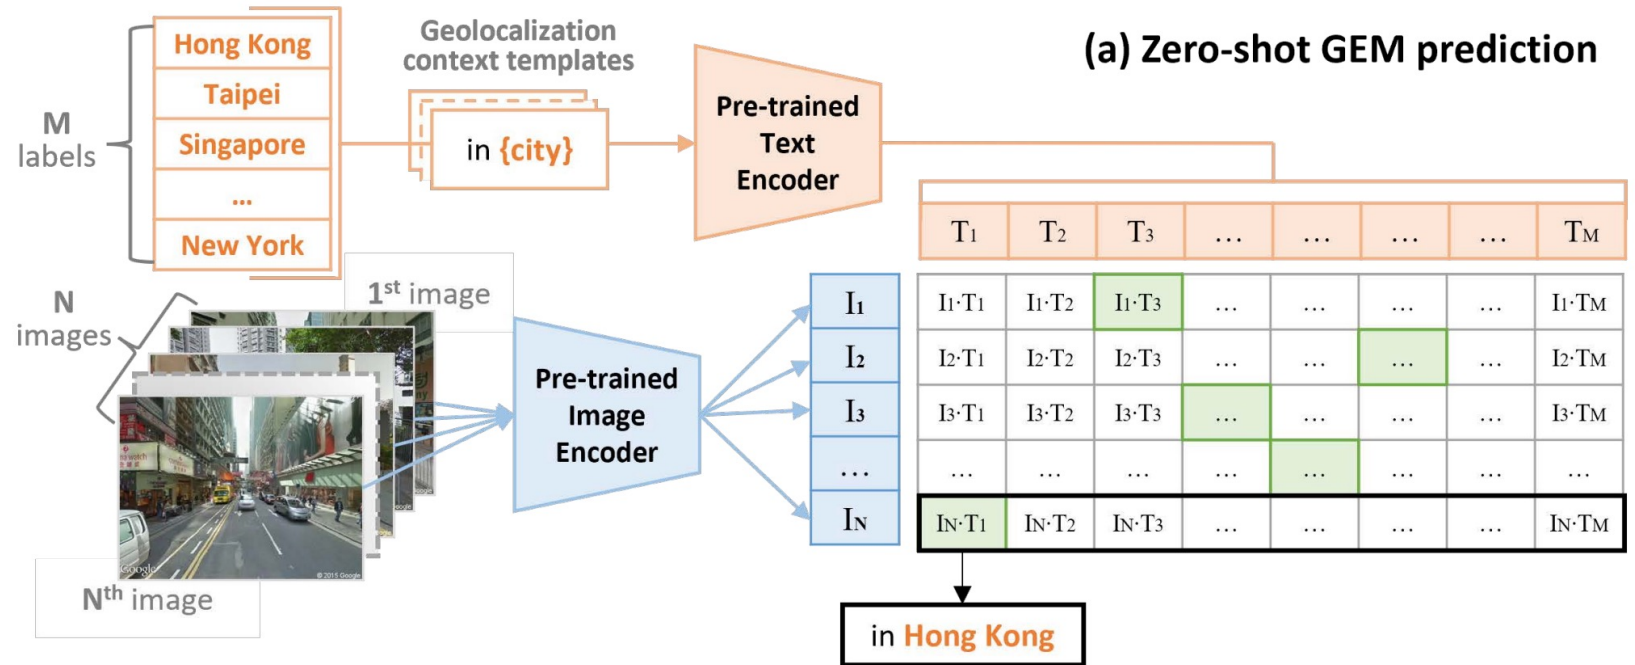 (a) Zero-shot GEM prediction
M
labels
Hong Kong
Taipei
Singapore
...
New York
Geolocalization
context templates
in {city}
Pre-trained
Text
Encoder
N
images
1st image
Google
© 2015 Google
Nth image
Pre-trained
Image
Encoder
T1 T2 T3 ... ... ... ... TM
I1 I1·T1 I1·T2 I1·T3 ... ... ... ... I1·TM
I2 I2·T1 I2·T2 I2·T3 ... ... ... ... I2·TM
I3 I3·T1 I3·T2 I3·T3 ... ... ... ... I3·TM
... ... ... ... ... ... ... ... ...
IN IN·T1 IN·T2 IN·T3 ... ... ... ... IN·TM
in Hong Kong